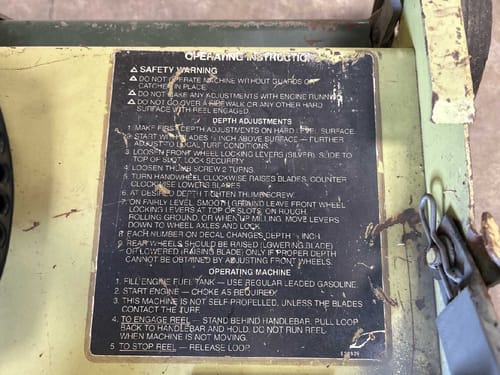 OPERATING INSTRUCTIONS
⚠ SAFETY WARNING
⚠ DO NOT OPERATE MACHINE WITHOUT GUARDS OR
CATCHER IN PLACE.
⚠ DO NOT MAKE ANY ADJUSTMENTS WITH ENGINE RUNNING.
⚠ DO NOT GO OVER A SIDEWALK OR ANY OTHER HARD
SURFACE WITH REEL ENGAGED.
DEPTH ADJUSTMENTS
1. MAKE FIRST DEPTH ADJUSTMENTS ON HARD LEVEL SURFACE.
2. START WITH BLADES INCH ABOVE SURFACE — FURTHER
ADJUST TO LOCAL TURF CONDITIONS.
3. LOOSEN FRONT WHEEL LOCKING LEVERS (SILVER). SLIDE TO
TOP OF SLOT. LOCK SECURELY.
4. LOOSEN THUMB SCREW 2 TURNS.
5. TURN HANDWHEEL CLOCKWISE RAISES BLADES, COUNTER
CLOCKWISE LOWERS BLADES.
6. AT DESIRED DEPTH TIGHTEN THUMB SCREW.
7. ON FAIRLY LEVEL, SMOOTH GROUND LEAVE FRONT WHEEL
LOCKING LEVERS AT TOP OF SLOTS, ON ROUGH,
ROLLING GROUND, OR WHEN UP MILLING, MOVE LEVERS
DOWN TO WHEEL AXLES AND LOCK.
8. EACH NUMBER ON DECAL CHANGES DEPTH INCH.
9. REAR WHEELS SHOULD BE RAISED (LOWERING BLADE)
OR LOWERED (RAISING BLADE) ONLY IF PROPER DEPTH
CANNOT BE OBTAINED BY ADJUSTING FRONT WHEELS.
OPERATING MACHINE
1. FILL ENGINE FUEL TANK — USE REGULAR LEADED GASOLINE.
2. START ENGINE — CHOKE AS REQUIRED.
3. THIS MACHINE IS NOT SELF PROPELLED, UNLESS THE BLADES
CONTACT THE TURF.
4. TO ENGAGE REEL — STAND BEHIND HANDLEBAR, PULL LOOP
BACK TO HANDLEBAR AND HOLD. DO NOT RUN REEL
WHEN MACHINE IS NOT MOVING.
5. TO STOP REEL — RELEASE LOOP.